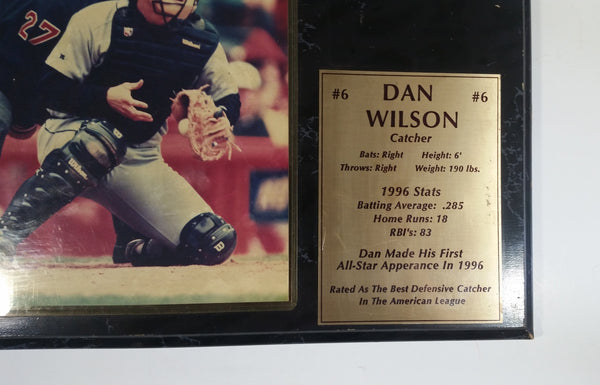 27
Wilson
Wilson
#6 DAN #6
WILSON
Catcher
Bats: Right Height: 6'
Throws: Right Weight: 190 lbs.
1996 Stats
Batting Average: .285
Home Runs: 18
RBI's: 83
Dan Made His First
All-Star Apperance In 1996
Rated As The Best Defensive Catcher
In The American League